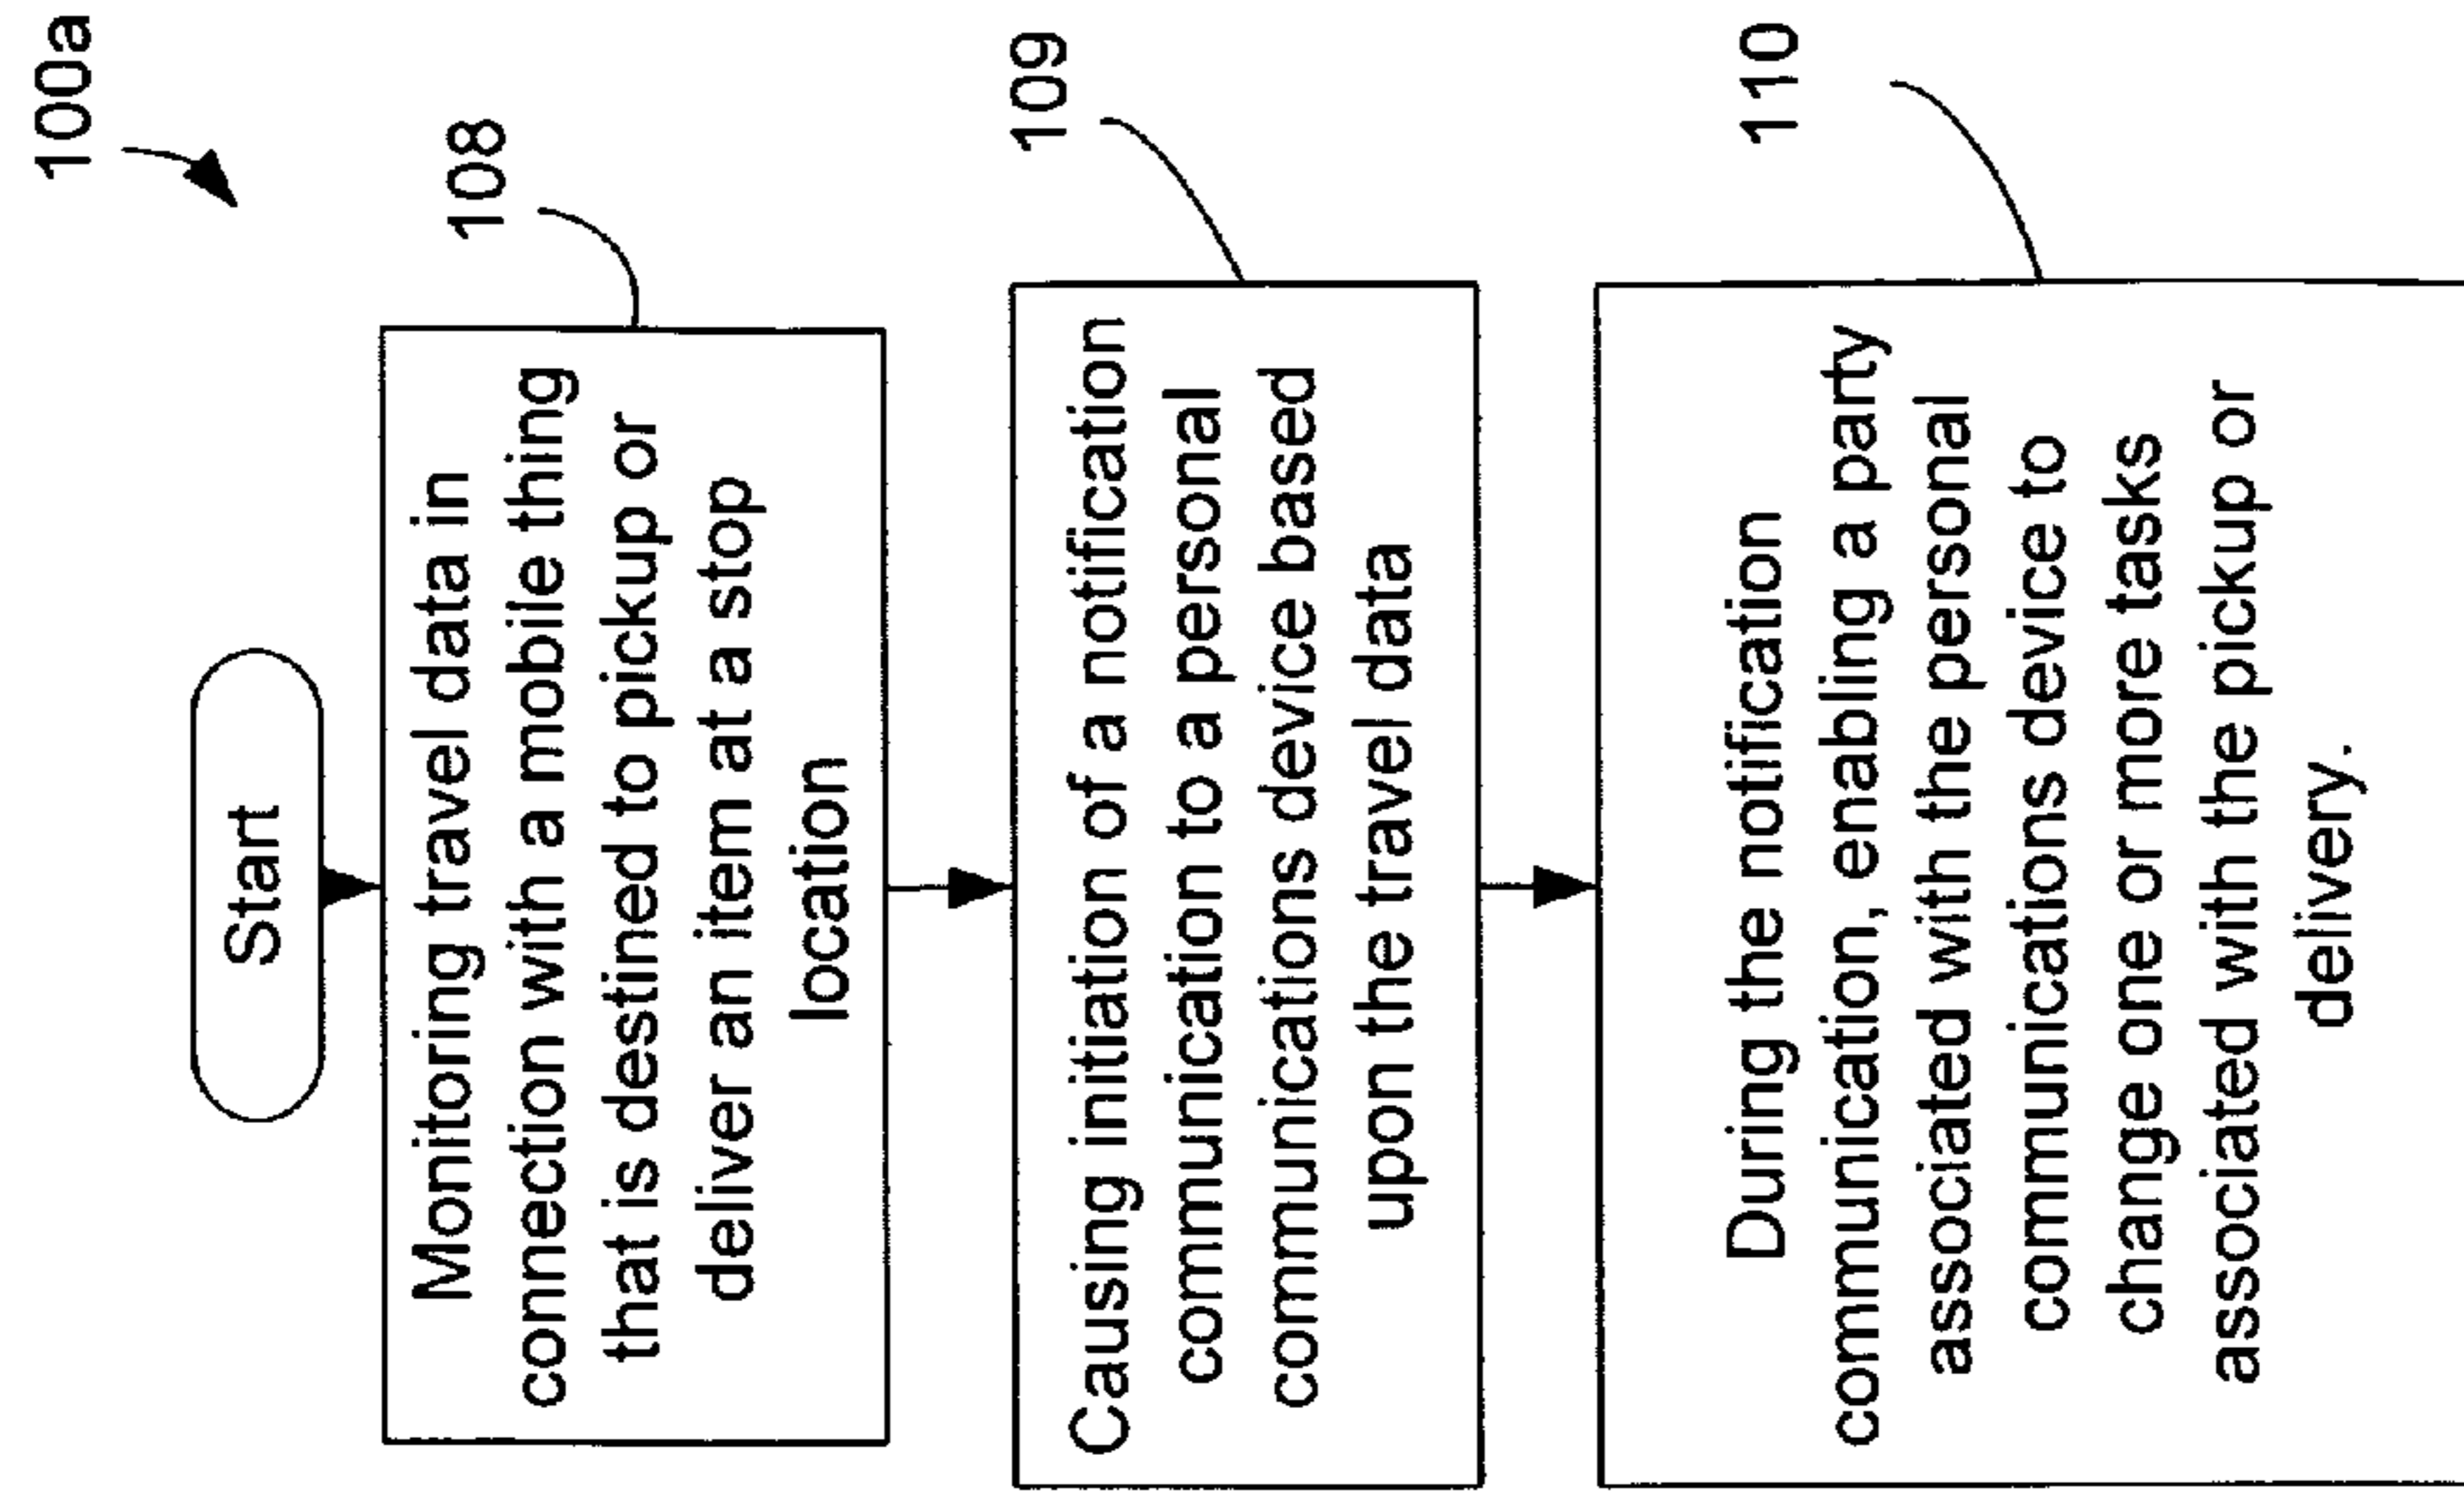 100a
Start
108
Monitoring travel data in
connection with a mobile thing
that is destined to pickup or
deliver an item at a stop
location
109
Causing initiation of a notification
communication to a personal
communications device based
upon the travel data
110
During the notification
communication, enabling a party
associated with the personal
communications device to
change one or more tasks
associated with the pickup or
delivery.